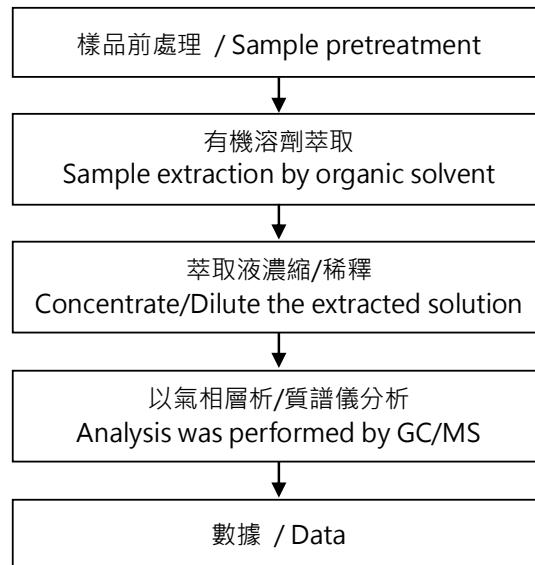 樣品前處理 / Sample pretreatment
有機溶劑萃取
Sample extraction by organic solvent
萃取液濃縮/稀釋
Concentrate/Dilute the extracted solution
以氣相層析/質譜儀分析
Analysis was performed by GC/MS
數據 / Data